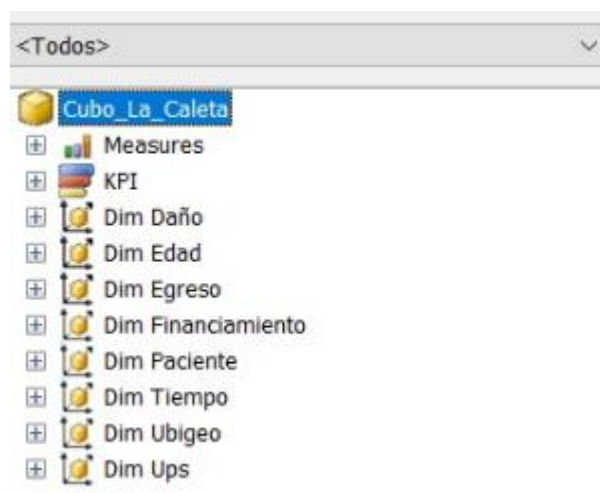 <Todos>
Cubo_La_Caleta
Measures
KPI
Dim Daño
Dim Edad
Dim Egreso
Dim Financiamiento
Dim Paciente
Dim Tiempo
Dim Ubigeo
Dim Ups